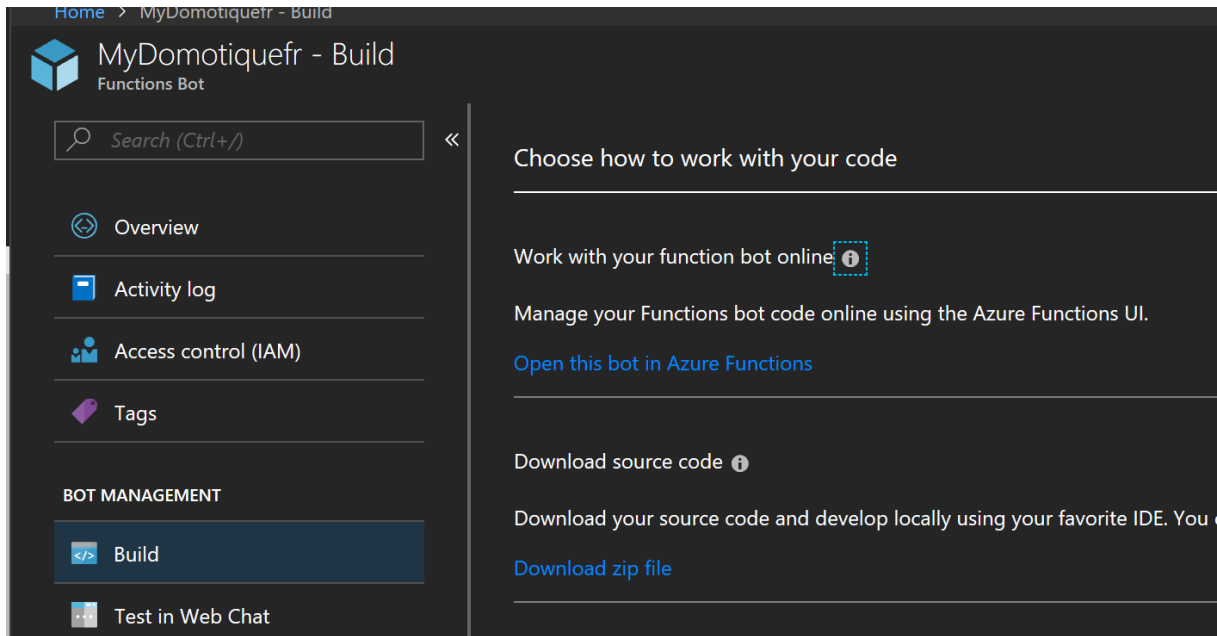 Home > MyDomotiquefr - Build
MyDomotiquefr - Build
Functions Bot
Search (Ctrl+/)
«
Overview
Activity log
Access control (IAM)
Tags
BOT MANAGEMENT
Build
Test in Web Chat
Choose how to work with your code
Work with your function bot online
Manage your Functions bot code online using the Azure Functions UI.
Open this bot in Azure Functions
Download source code
Download your source code and develop locally using your favorite IDE. You
Download zip file